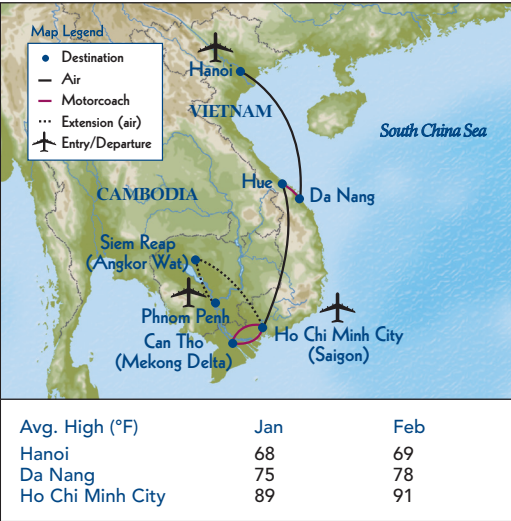 Map Legend
Destination
Air
Motorcoach
Extension (air)
Entry/Departure
Hanoi
VIETNAM
South China Sea
Hue
Da Nang
CAMBODIA
Siem Reap
(Angkor Wat)
Phnom Penh
Can Tho
(Mekong Delta)
Ho Chi Minh City
(Saigon)
Avg. High (°F) Jan Feb
Hanoi 68 69
Da Nang 75 78
Ho Chi Minh City 89 91